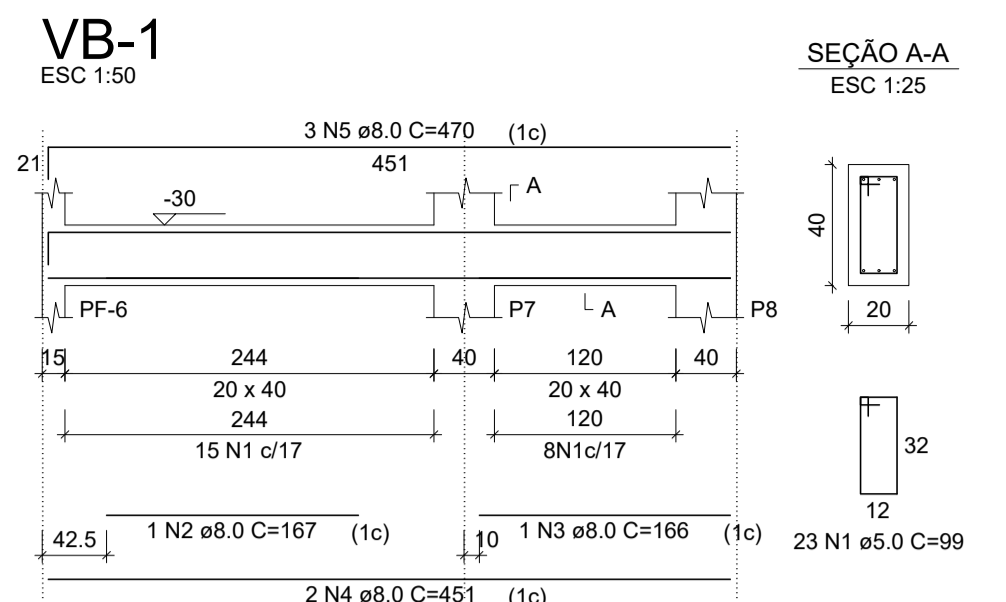 VB-1
ESC 1:50
SEÇÃO A-A
ESC 1:25
3 N5 ø8.0 C=470 (1c)
21
451
A
-30
40
20
PF-6
A
P7
P8
15 244 40 120 40
20 x 40 20 x 40
244 120
15 N1 c/17 8N1c/17
32
12
23 N1 ø5.0 C=99
1 N2 ø8.0 C=167 (1c) 1 N3 ø8.0 C=166 (1c)
42.5 10
2 N4 ø8.0 C=451 (1c)